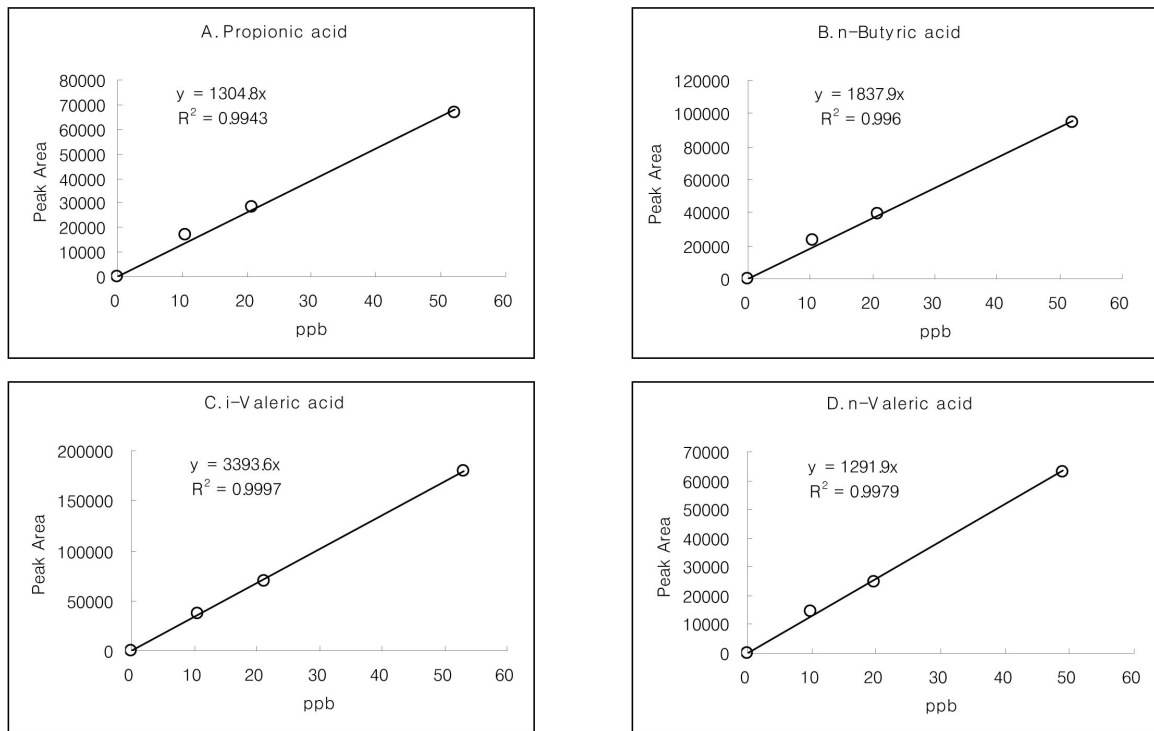 A. Propionic acid
y = 1304.8x
R² = 0.9943
80000
70000
60000
50000
40000
30000
20000
10000
0
Peak Area
0 10 20 30 40 50 60
ppb
B. n-Butyric acid
y = 1837.9x
R² = 0.996
120000
100000
80000
60000
40000
20000
0
Peak Area
0 10 20 30 40 50 60
ppb
C. i-Valeric acid
y = 3393.6x
R² = 0.9997
200000
150000
100000
50000
0
Peak Area
0 10 20 30 40 50 60
ppb
D. n-Valeric acid
y = 1291.9x
R² = 0.9979
70000
60000
50000
40000
30000
20000
10000
0
Peak Area
0 10 20 30 40 50 60
ppb